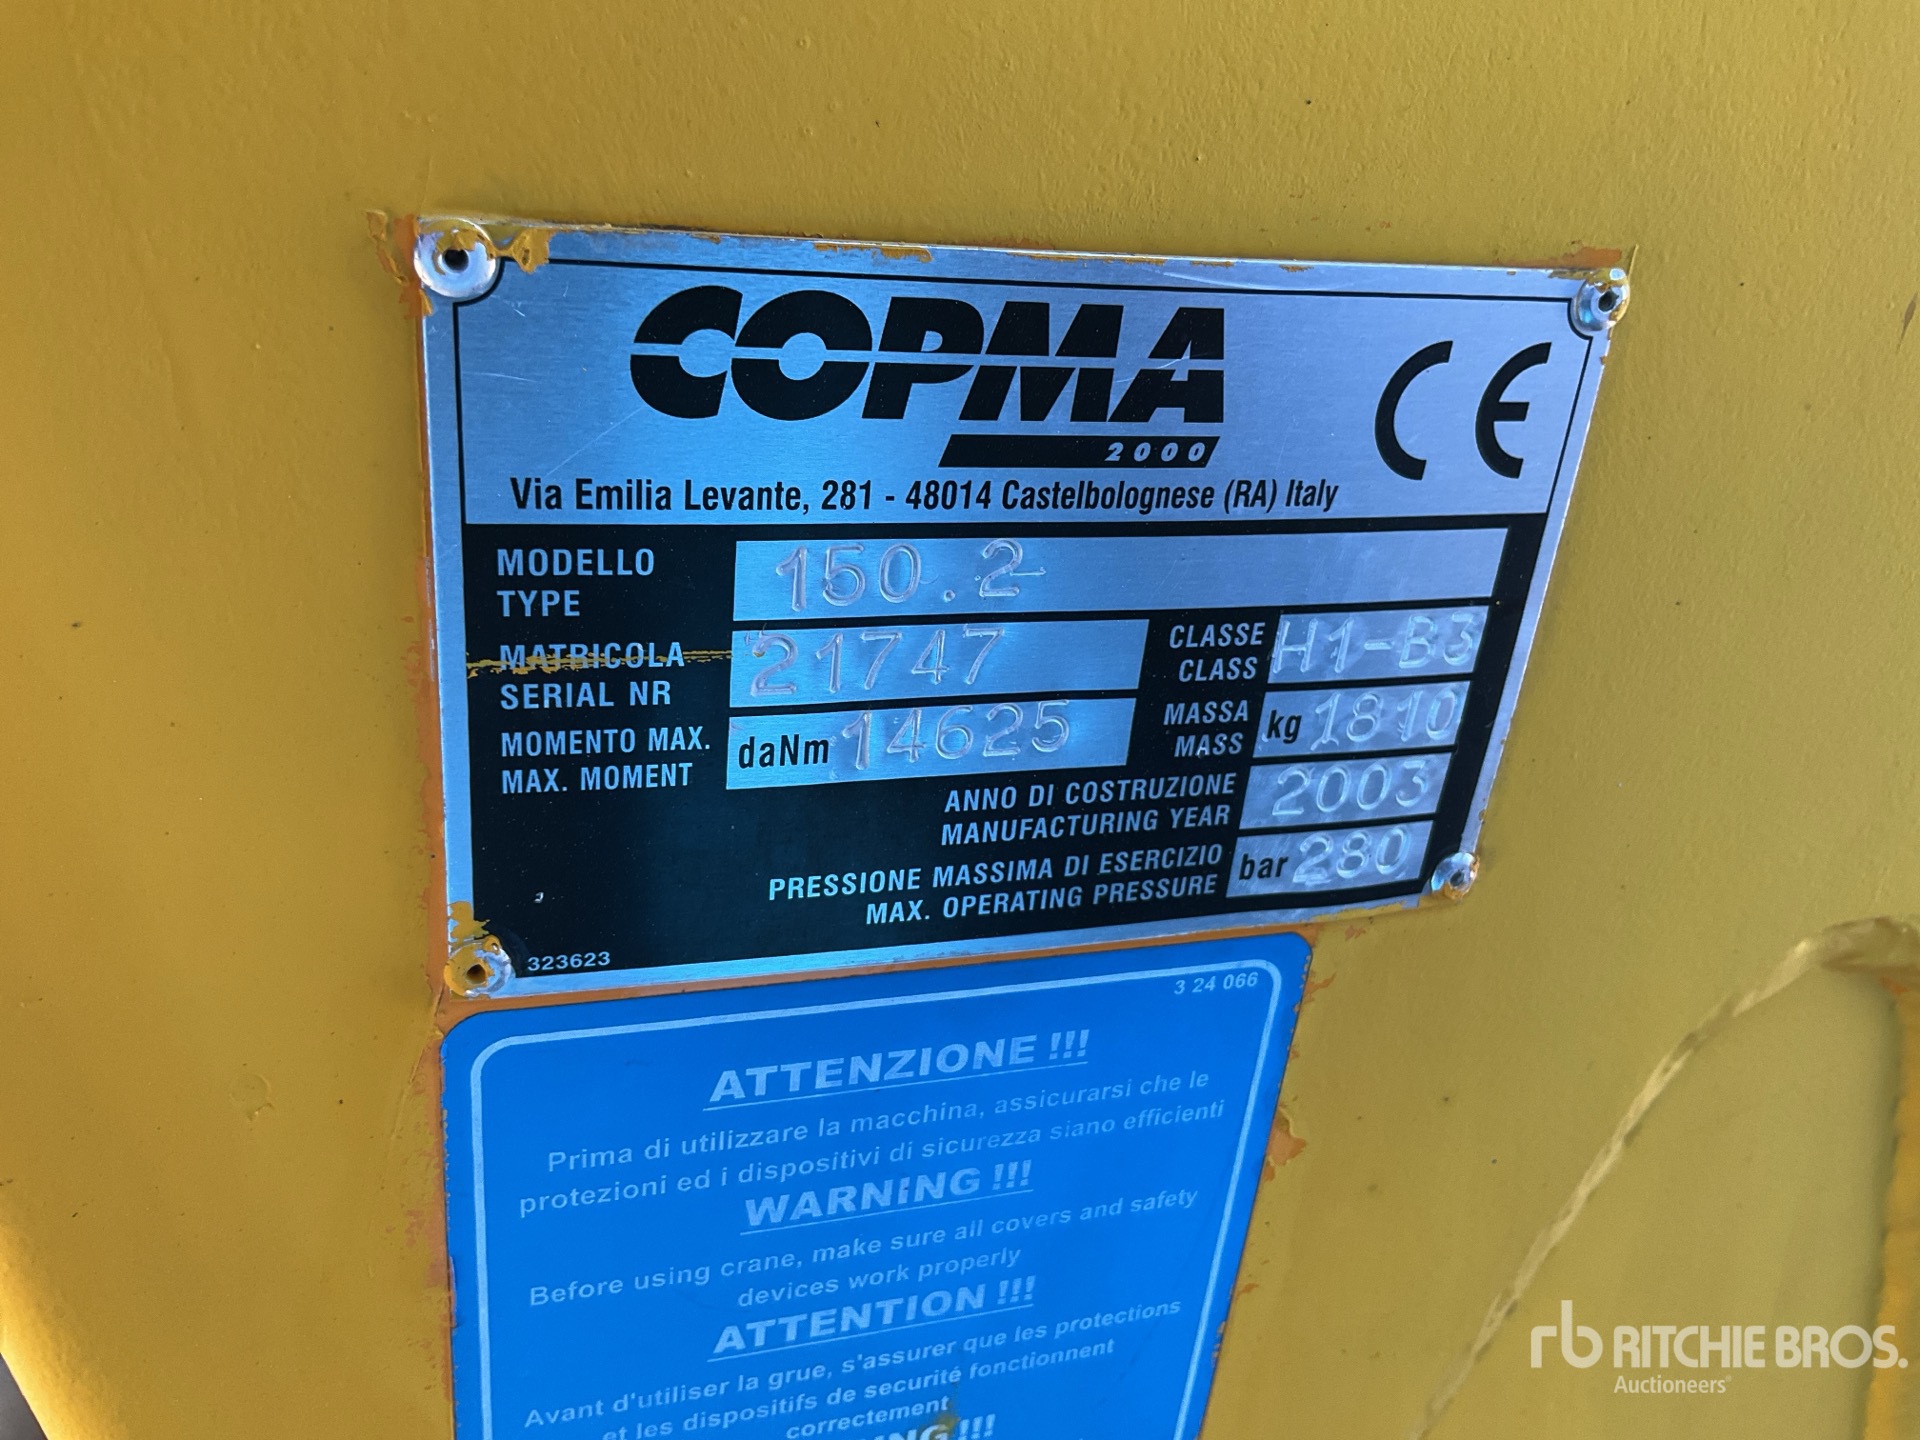 COPMA
2000
CE
Via Emilia Levante, 281 - 48014 Castelbolognese (RA) Italy
MODELLO
TYPE
150.2
MATRICOLA
SERIAL NR
21747
CLASSE
CLASS
H1-B3
MOMENTO MAX.
MAX. MOMENT
daNm 14625
MASSA
MASS
kg 1810
ANNO DI COSTRUZIONE
MANUFACTURING YEAR
2003
PRESSIONE MASSIMA DI ESERCIZIO
MAX. OPERATING PRESSURE
bar 280
323623
3 24 066
ATTENZIONE !!!
Prima di utilizzare la macchina, assicurarsi che le
protezioni ed i dispositivi di sicurezza siano efficienti
WARNING !!!
Before using crane, make sure all covers and safety
devices work properly
ATTENTION !!!
Avant d'utiliser la grue, s'assurer que les protections
et les dispositifs de securité fonctionnent
correctement
rb RITCHIE BROS.
Auctioneers